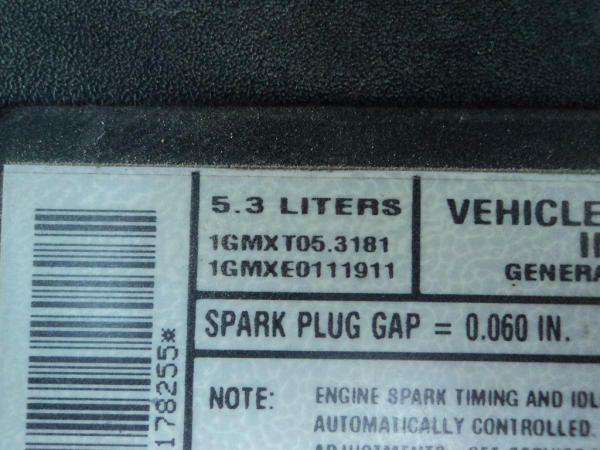 5.3 LITERS
1GMXT05.3181
1GMXE0111911
VEHICLE
GENERA
SPARK PLUG GAP = 0.060 IN.
178255*
NOTE: ENGINE SPARK TIMING AND IDL
AUTOMATICALLY CONTROLLED.